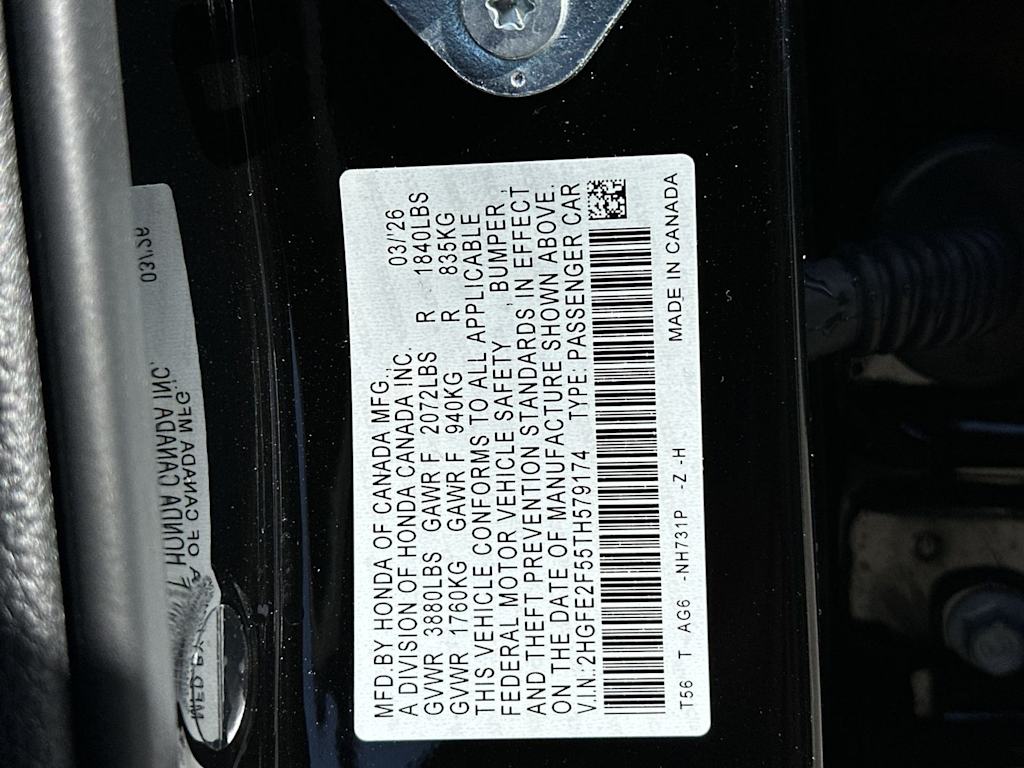 MFD.BY HONDA OF CANADA MFG., 03/26
A DIVISION OF HONDA CANADA INC.
GVWR 3880LBS GAWR F 2072LBS R 1840LBS
GVWR 1760KG GAWR F 940KG R 835KG
THIS VEHICLE CONFORMS TO ALL APPLICABLE
FEDERAL MOTOR VEHICLE SAFETY, BUMPER,
AND THEFT PREVENTION STANDARDS IN EFFECT
ON THE DATE OF MANUFACTURE SHOWN ABOVE.
V.I.N.:2HGFE2F55TH579174 TYPE: PASSENGER CAR
T56 T AG6 -NH731P -Z -H MADE IN CANADA